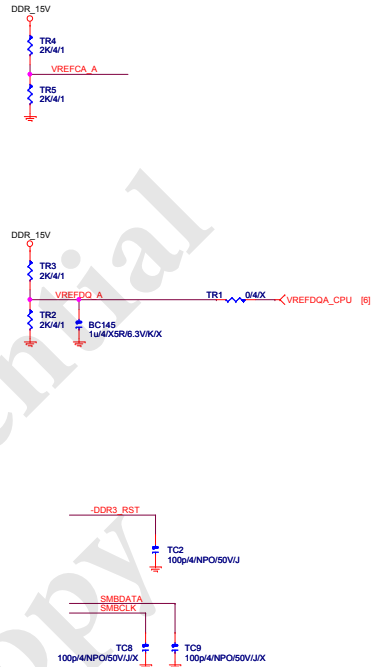 DDR_15V
TR4
2K/4/1
VREFCA_A
TR5
2K/4/1
DDR_15V
TR3
2K/4/1
VREFDQ_A
TR1 0/4/X
VREFDQA_CPU [6]
TR2
2K/4/1
BC145
1u/4/X5R/6.3V/K/X
-DDR3_RST
TC2
100p/4/NPO/50V/J
SMBDATA
SMBCLK
TC8
100p/4/NPO/50V/J/X
TC9
100p/4/NPO/50V/J/X
ential
opy